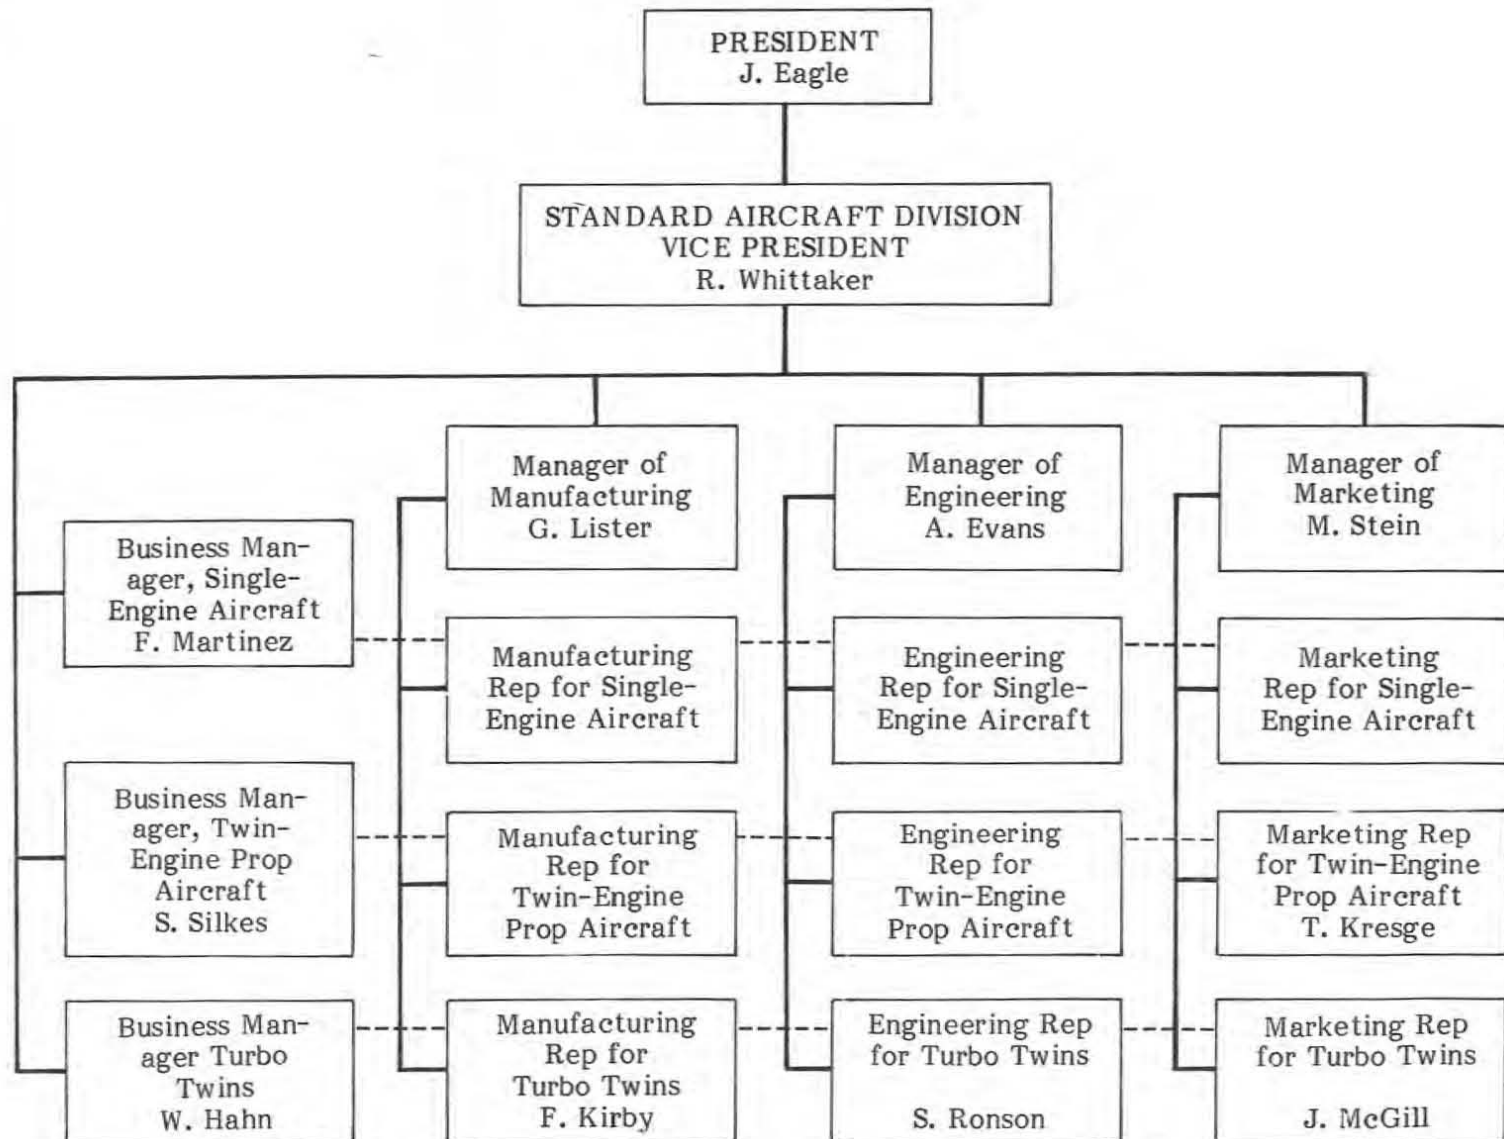 PRESIDENT
J. Eagle
STANDARD AIRCRAFT DIVISION
VICE PRESIDENT
R. Whittaker
Manager of
Manufacturing
G. Lister
Manager of
Engineering
A. Evans
Manager of
Marketing
M. Stein
Business Man-
ager, Single-
Engine Aircraft
F. Martinez
Manufacturing
Rep for Single-
Engine Aircraft
Engineering
Rep for Single-
Engine Aircraft
Marketing
Rep for Single-
Engine Aircraft
Business Man-
ager, Twin-
Engine Prop
Aircraft
S. Silkes
Manufacturing
Rep for
Twin-Engine
Prop Aircraft
Engineering
Rep for
Twin-Engine
Prop Aircraft
Marketing Rep
for Twin-Engine
Prop Aircraft
T. Kresge
Business Man-
ager Turbo
Twins
W. Hahn
Manufacturing
Rep for
Turbo Twins
F. Kirby
Engineering Rep
for Turbo Twins
S. Ronson
Marketing Rep
for Turbo Twins
J. McGill